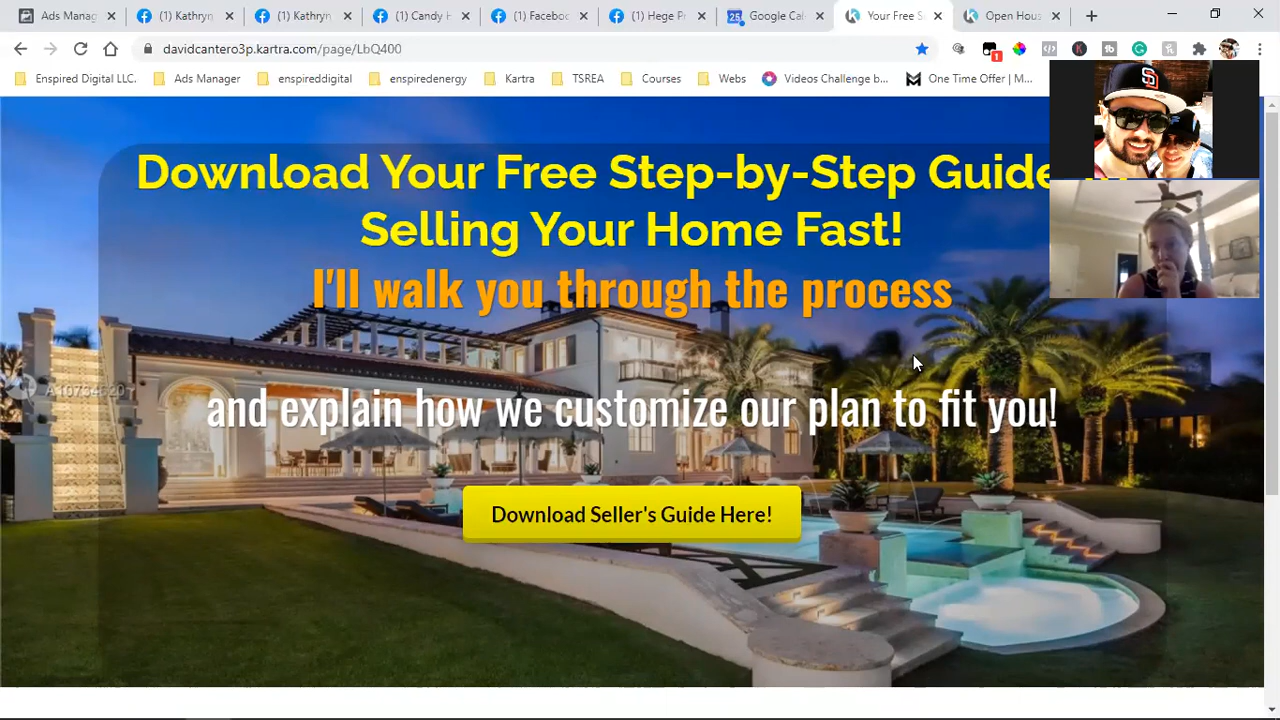 Ads Manag
(1) Kathryn
(1) Kathryn
(1) Candy H
(1) Faceboo
(1) Hege Pr
Google Cal
Your Free S
Open Hous
davidcantero3p.kartra.com/page/LbQ400
Enspired Digital LLC.
Ads Manager
enspireddigital
enspiredre
Kartra
TSREA
Courses
Webs
Videos Challenge b...
One Time Offer | M...
Download Your Free Step-by-Step Guide
Selling Your Home Fast!
I'll walk you through the process
and explain how we customize our plan to fit you!
Download Seller's Guide Here!